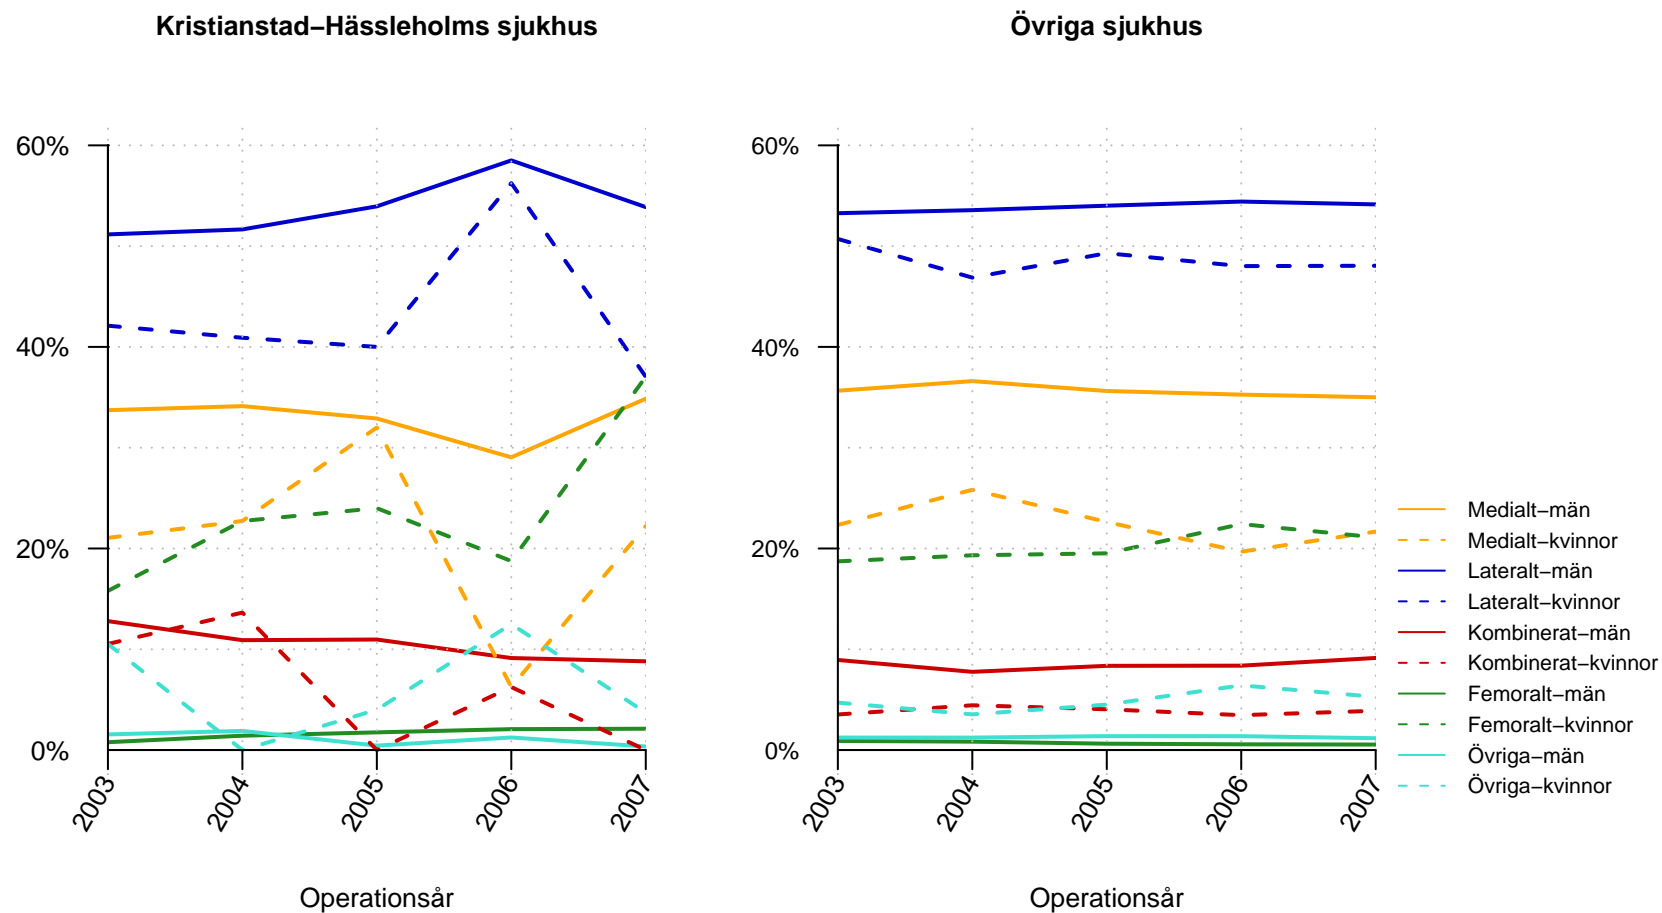 Kristianstad−Hässleholms sjukhus
60%
40%
20%
0%
2003
2004
2005
2006
2007
Operationsår
Övriga sjukhus
60%
40%
20%
0%
2003
2004
2005
2006
2007
Operationsår
Medialt−män
Medialt−kvinnor
Lateralt−män
Lateralt−kvinnor
Kombinerat−män
Kombinerat−kvinnor
Femoralt−män
Femoralt−kvinnor
Övriga−män
Övriga−kvinnor